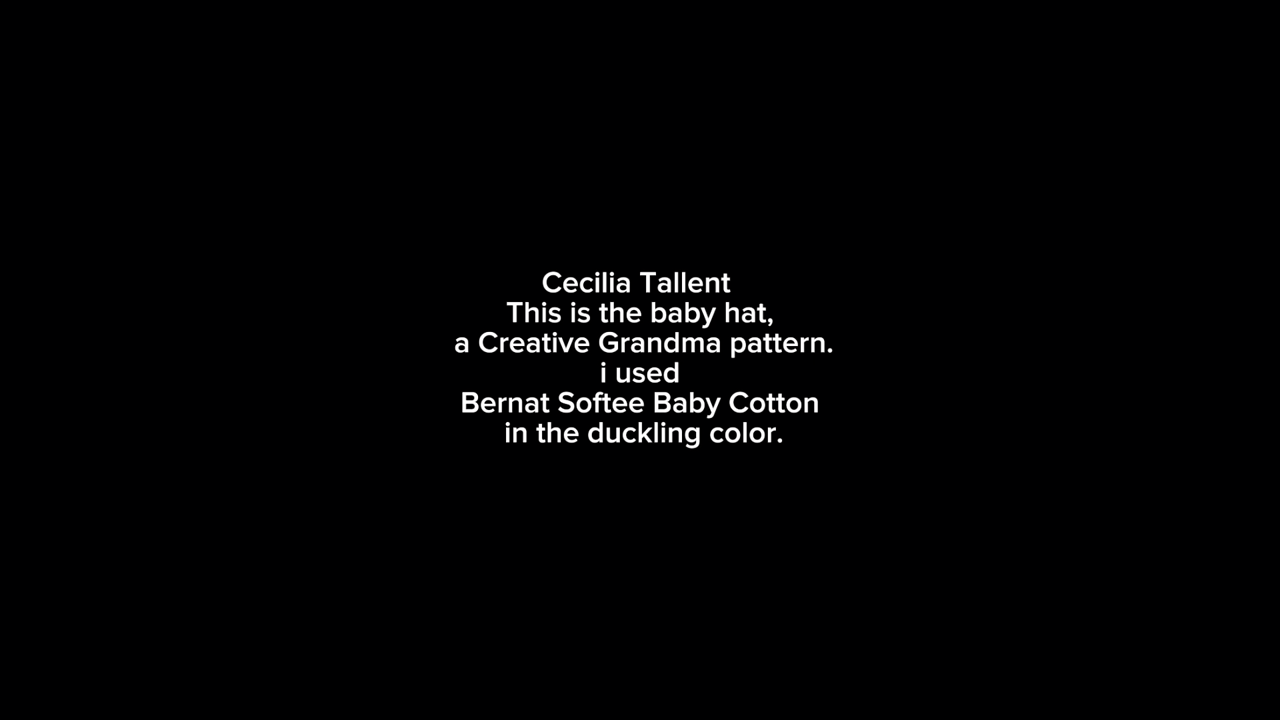 Cecilia Tallent
This is the baby hat,
a Creative Grandma pattern.
i used
Bernat Softee Baby Cotton
in the duckling color.